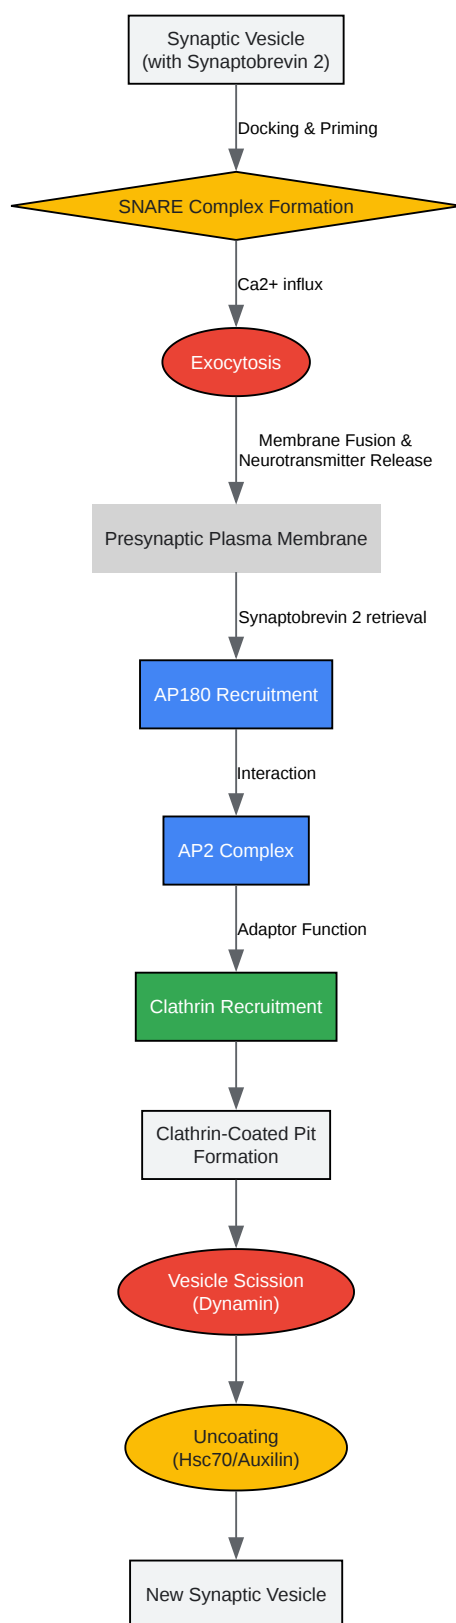 Synaptic Vesicle
(with Synaptobrevin 2)
Docking & Priming
SNARE Complex Formation
Ca2+ influx
Exocytosis
Membrane Fusion &
Neurotransmitter Release
Presynaptic Plasma Membrane
Synaptobrevin 2 retrieval
AP180 Recruitment
Interaction
AP2 Complex
Adaptor Function
Clathrin Recruitment
Clathrin-Coated Pit
Formation
Vesicle Scission
(Dynamin)
Uncoating
(Hsc70/Auxilin)
New Synaptic Vesicle